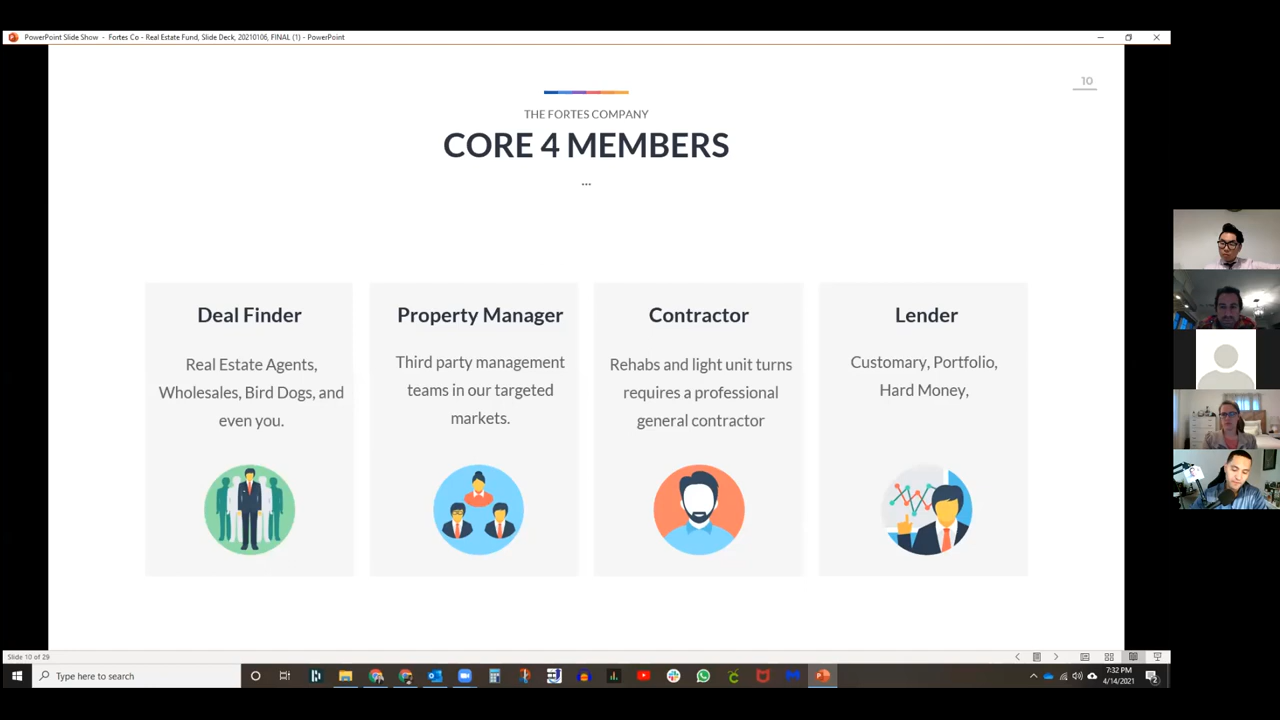 PowerPoint Slide Show - Fortes Co - Real Estate Fund, Slide Deck, 20210106, FINAL (1) - PowerPoint
10
THE FORTES COMPANY
CORE 4 MEMBERS
...
Deal Finder
Real Estate Agents,
Wholesales, Bird Dogs, and
even you.
Property Manager
Third party management
teams in our targeted
markets.
Contractor
Rehabs and light unit turns
requires a professional
general contractor
Lender
Customary, Portfolio,
Hard Money,
Slide 10 of 29
Type here to search
7:32 PM
4/14/2021
2